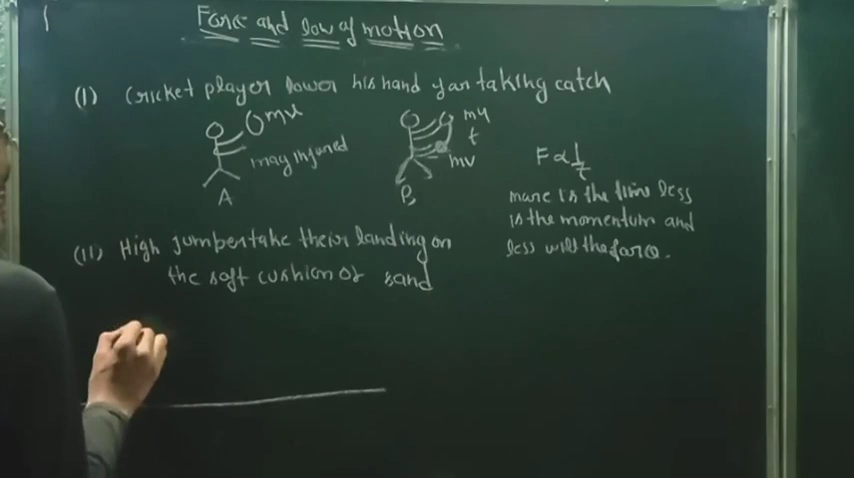 Force and low of motion
(I) Cricket player lower his hand for taking catch
mv
may injured
A
mu
t
mv
B
F ∝ 1/t
more is the time less
is the momentum and
less will the force.
(II) High jumper take their landing on
the soft cushion or sand